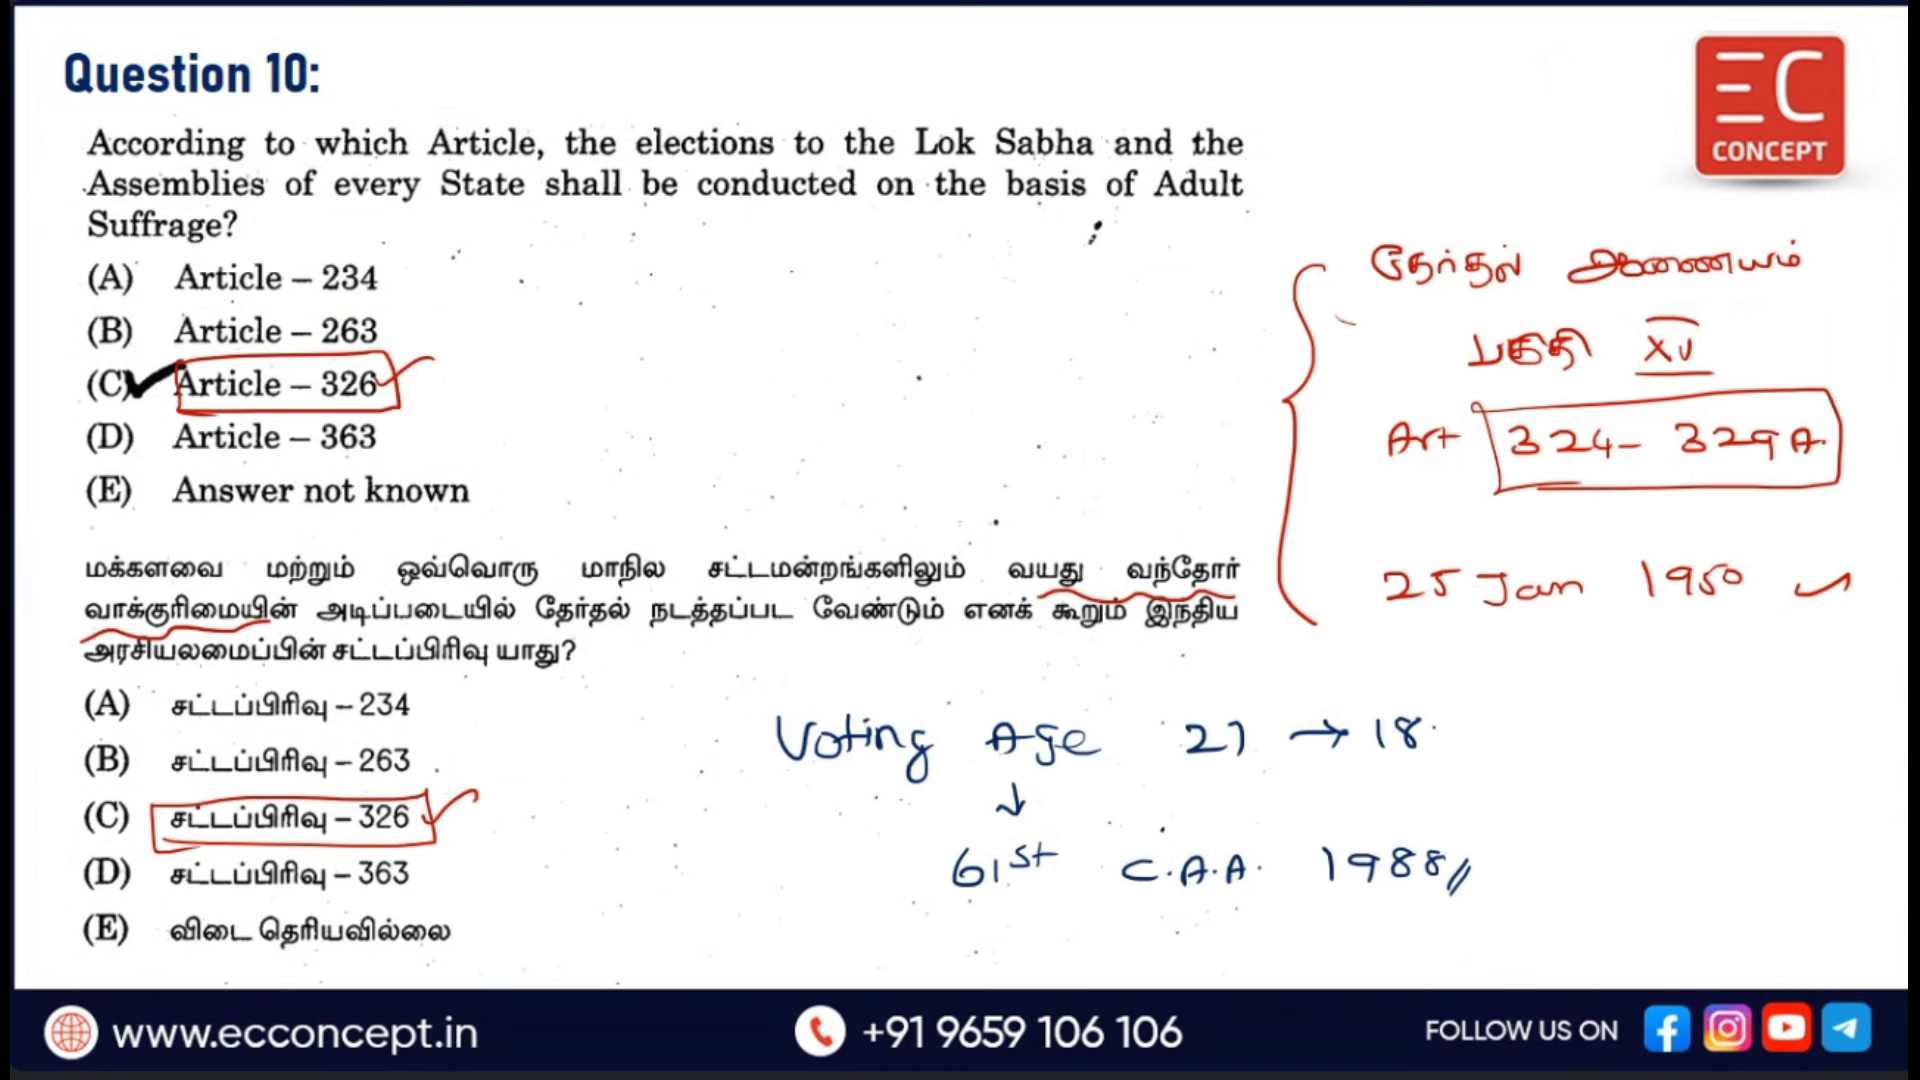 Question 10:
EC
CONCEPT
According to which Article, the elections to the Lok Sabha and the
Assemblies of every State shall be conducted on the basis of Adult
Suffrage?
(A) Article – 234
(B) Article – 263
(C) Article – 326
(D) Article – 363
(E) Answer not known
தேர்தல் ஆணையம்
பகுதி XV
Art 324 – 329 A
25 Jan 1950
மக்களவை மற்றும் ஒவ்வொரு மாநில சட்டமன்றங்களிலும் வயது வந்தோர்
வாக்குரிமையின் அடிப்படையில் தேர்தல் நடத்தப்பட வேண்டும் எனக் கூறும் இந்திய
அரசியலமைப்பின் சட்டப்பிரிவு யாது?
(A) சட்டப்பிரிவு – 234
(B) சட்டப்பிரிவு – 263
(C) சட்டப்பிரிவு – 326
(D) சட்டப்பிரிவு – 363
(E) விடை தெரியவில்லை
Voting Age 21 → 18
↓
61st C.A.A. 1988
www.ecconcept.in
+91 9659 106 106
FOLLOW US ON